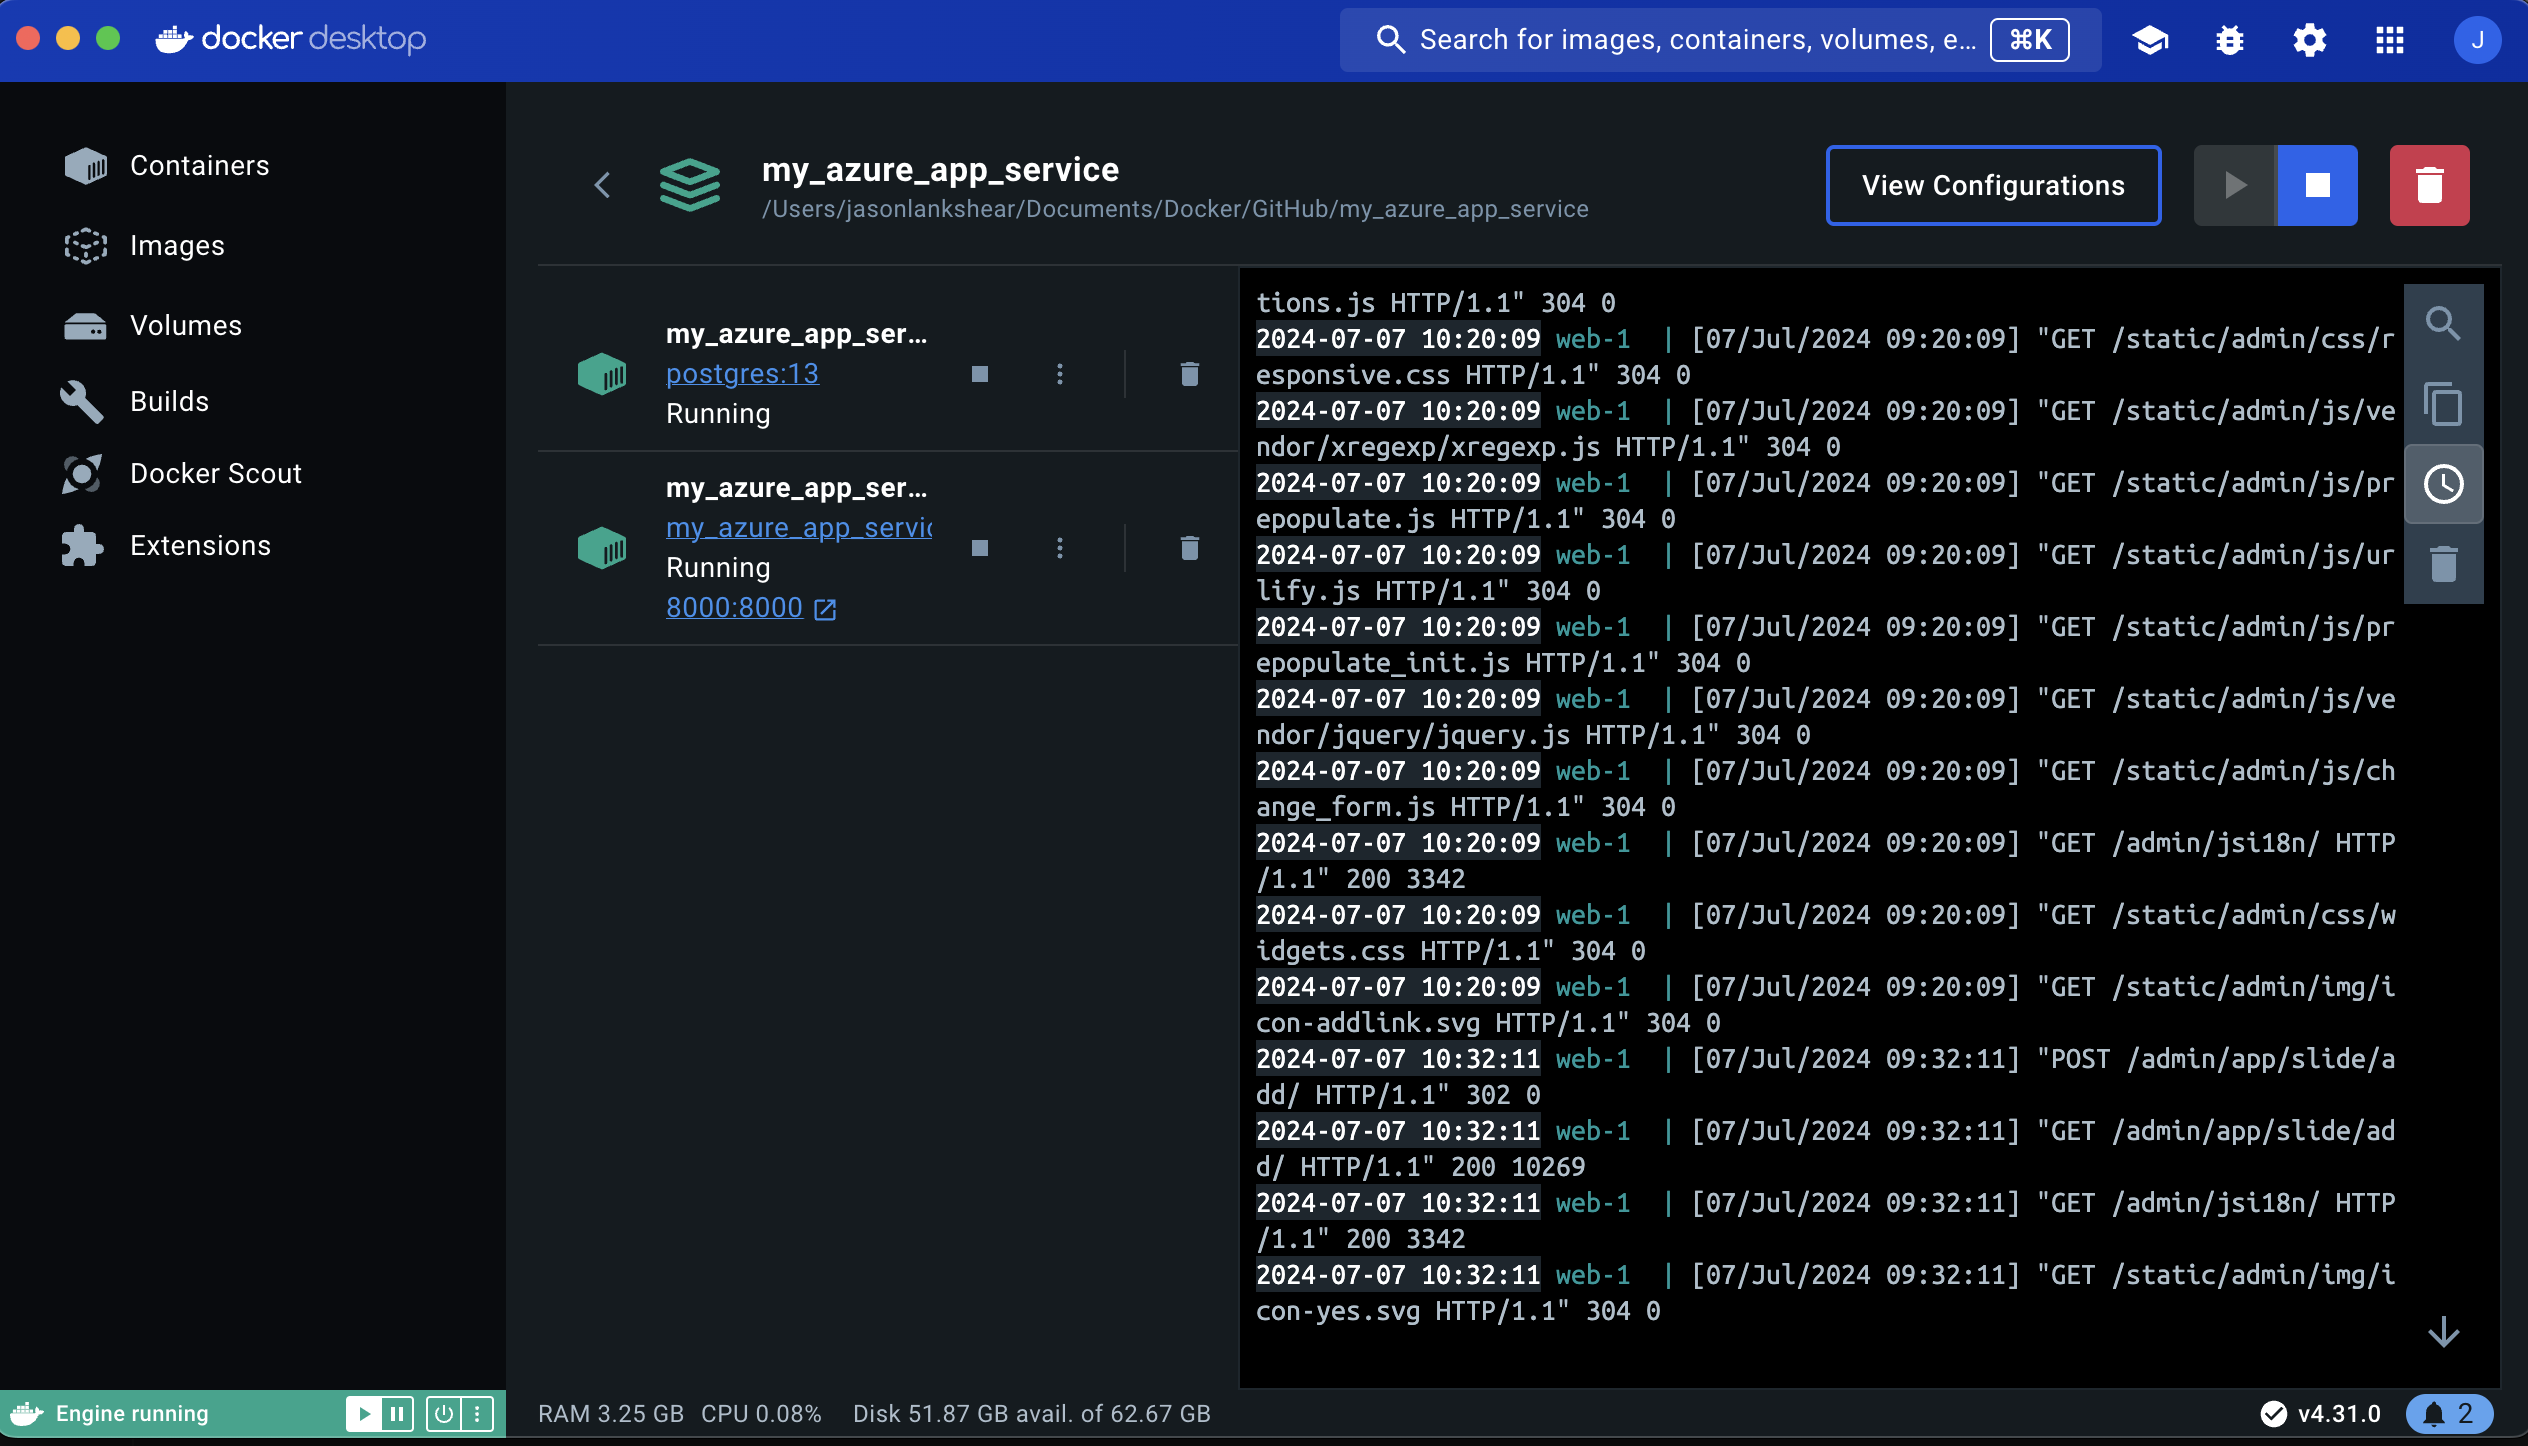 docker desktop
Search for images, containers, volumes, e...
⌘K
J
Containers
Images
Volumes
Builds
Docker Scout
Extensions
my_azure_app_service
/Users/jasonlankshear/Documents/Docker/GitHub/my_azure_app_service
View Configurations
my_azure_app_ser...
postgres:13
Running
my_azure_app_ser...
my_azure_app_servic
Running
8000:8000
tions.js HTTP/1.1" 304 0
2024-07-07 10:20:09 web-1  | [07/Jul/2024 09:20:09] "GET /static/admin/css/r
esponsive.css HTTP/1.1" 304 0
2024-07-07 10:20:09 web-1  | [07/Jul/2024 09:20:09] "GET /static/admin/js/ve
ndor/xregexp/xregexp.js HTTP/1.1" 304 0
2024-07-07 10:20:09 web-1  | [07/Jul/2024 09:20:09] "GET /static/admin/js/pr
epopulate.js HTTP/1.1" 304 0
2024-07-07 10:20:09 web-1  | [07/Jul/2024 09:20:09] "GET /static/admin/js/ur
lify.js HTTP/1.1" 304 0
2024-07-07 10:20:09 web-1  | [07/Jul/2024 09:20:09] "GET /static/admin/js/pr
epopulate_init.js HTTP/1.1" 304 0
2024-07-07 10:20:09 web-1  | [07/Jul/2024 09:20:09] "GET /static/admin/js/ve
ndor/jquery/jquery.js HTTP/1.1" 304 0
2024-07-07 10:20:09 web-1  | [07/Jul/2024 09:20:09] "GET /static/admin/js/ch
ange_form.js HTTP/1.1" 304 0
2024-07-07 10:20:09 web-1  | [07/Jul/2024 09:20:09] "GET /admin/jsi18n/ HTTP
/1.1" 200 3342
2024-07-07 10:20:09 web-1  | [07/Jul/2024 09:20:09] "GET /static/admin/css/w
idgets.css HTTP/1.1" 304 0
2024-07-07 10:20:09 web-1  | [07/Jul/2024 09:20:09] "GET /static/admin/img/i
con-addlink.svg HTTP/1.1" 304 0
2024-07-07 10:32:11 web-1  | [07/Jul/2024 09:32:11] "POST /admin/app/slide/a
dd/ HTTP/1.1" 302 0
2024-07-07 10:32:11 web-1  | [07/Jul/2024 09:32:11] "GET /admin/app/slide/ad
d/ HTTP/1.1" 200 10269
2024-07-07 10:32:11 web-1  | [07/Jul/2024 09:32:11] "GET /admin/jsi18n/ HTTP
/1.1" 200 3342
2024-07-07 10:32:11 web-1  | [07/Jul/2024 09:32:11] "GET /static/admin/img/i
con-yes.svg HTTP/1.1" 304 0
Engine running
RAM 3.25 GB CPU 0.08% Disk 51.87 GB avail. of 62.67 GB
v4.31.0
2